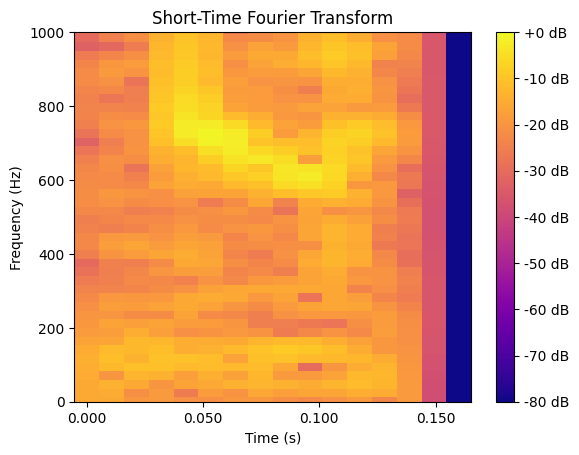 Short-Time Fourier Transform
1000
800
600
400
200
0
Frequency (Hz)
0.000
0.050
0.100
0.150
Time (s)
+0 dB
-10 dB
-20 dB
-30 dB
-40 dB
-50 dB
-60 dB
-70 dB
-80 dB